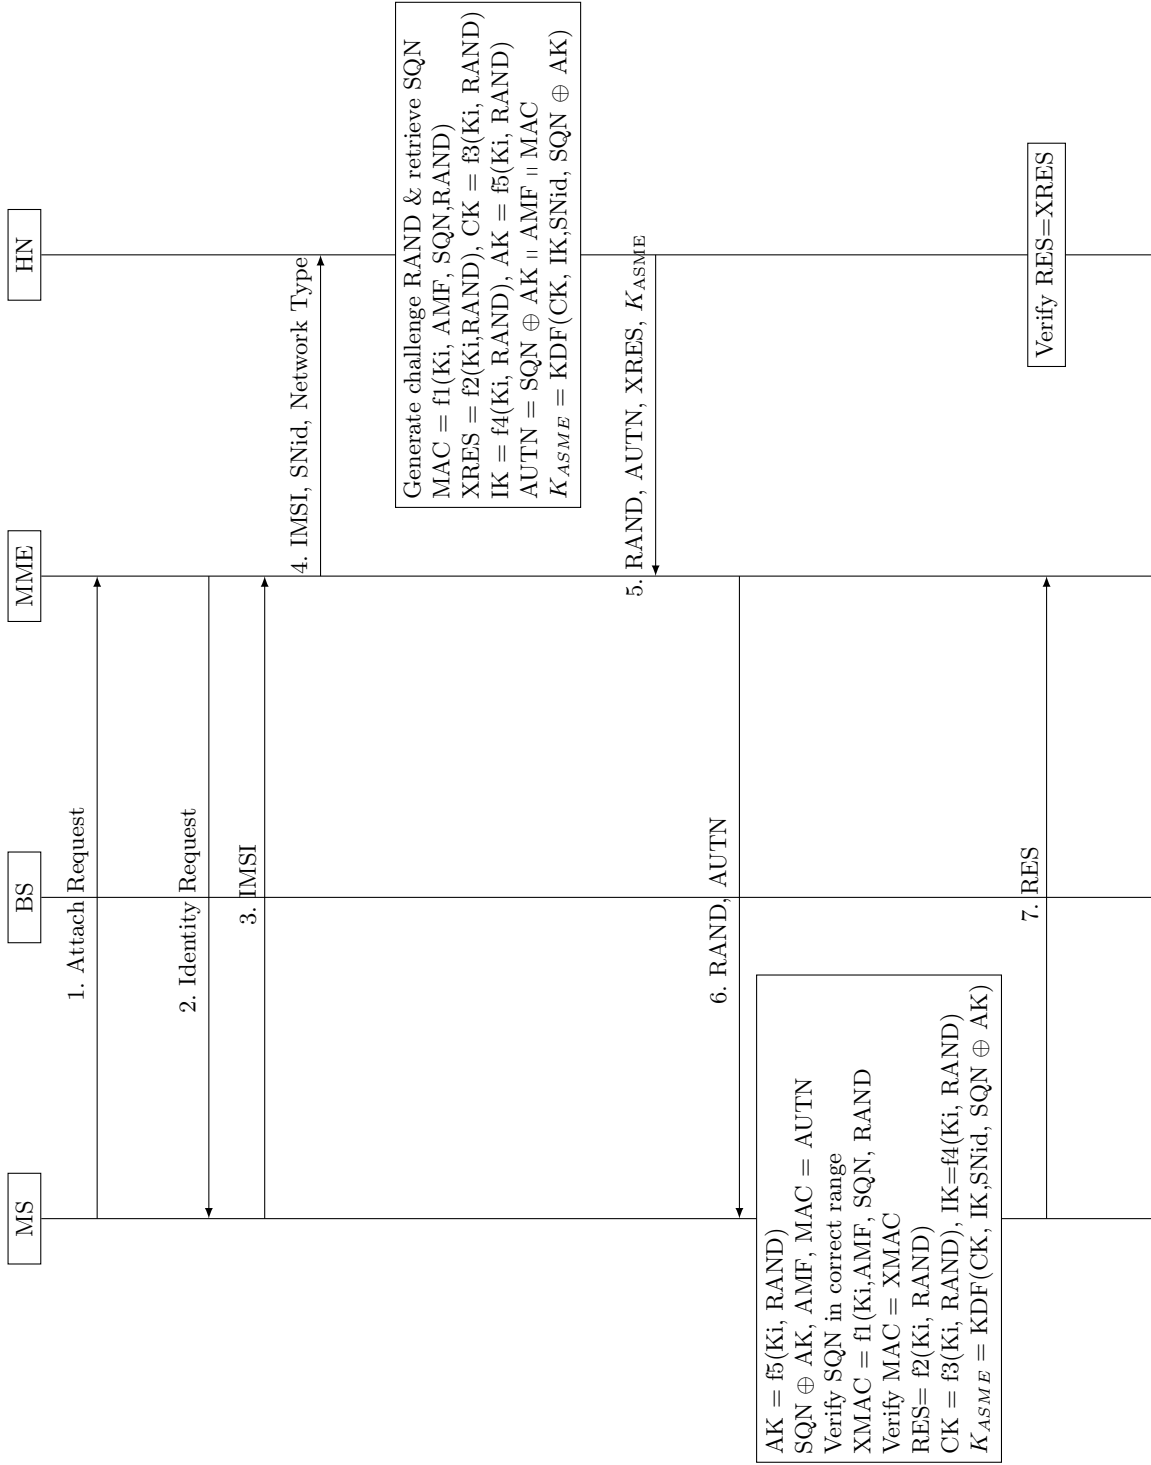 MS
BS
MME
HN
1. Attach Request
2. Identity Request
3. IMSI
4. IMSI, SNid, Network Type
Generate challenge RAND & retrieve SQN
MAC = f1(Ki, AMF, SQN,RAND)
XRES = f2(Ki,RAND), CK = f3(Ki, RAND)
IK = f4(Ki, RAND), AK = f5(Ki, RAND)
AUTN = SQN ⊕ AK || AMF || MAC
K_ASME = KDF(CK, IK,SNid, SQN ⊕ AK)
5. RAND, AUTN, XRES, K_ASME
6. RAND, AUTN
AK = f5(Ki, RAND)
SQN ⊕ AK, AMF, MAC = AUTN
Verify SQN in correct range
XMAC = f1(Ki,AMF, SQN, RAND
Verify MAC = XMAC
RES= f2(Ki, RAND)
CK = f3(Ki, RAND), IK=f4(Ki, RAND)
K_ASME = KDF(CK, IK,SNid, SQN ⊕ AK)
7. RES
Verify RES=XRES